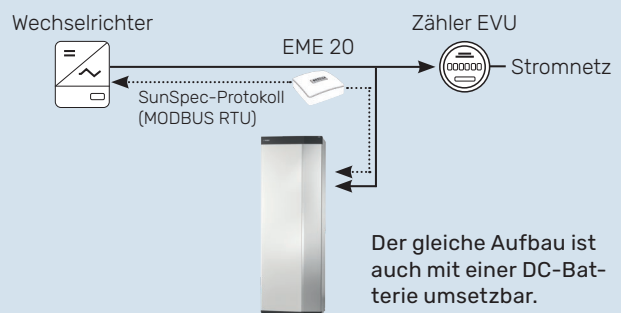 Wechselrichter
Zähler EVU
EME 20
Stromnetz
SunSpec-Protokoll
(MODBUS RTU)
Der gleiche Aufbau ist
auch mit einer DC-Bat-
terie umsetzbar.